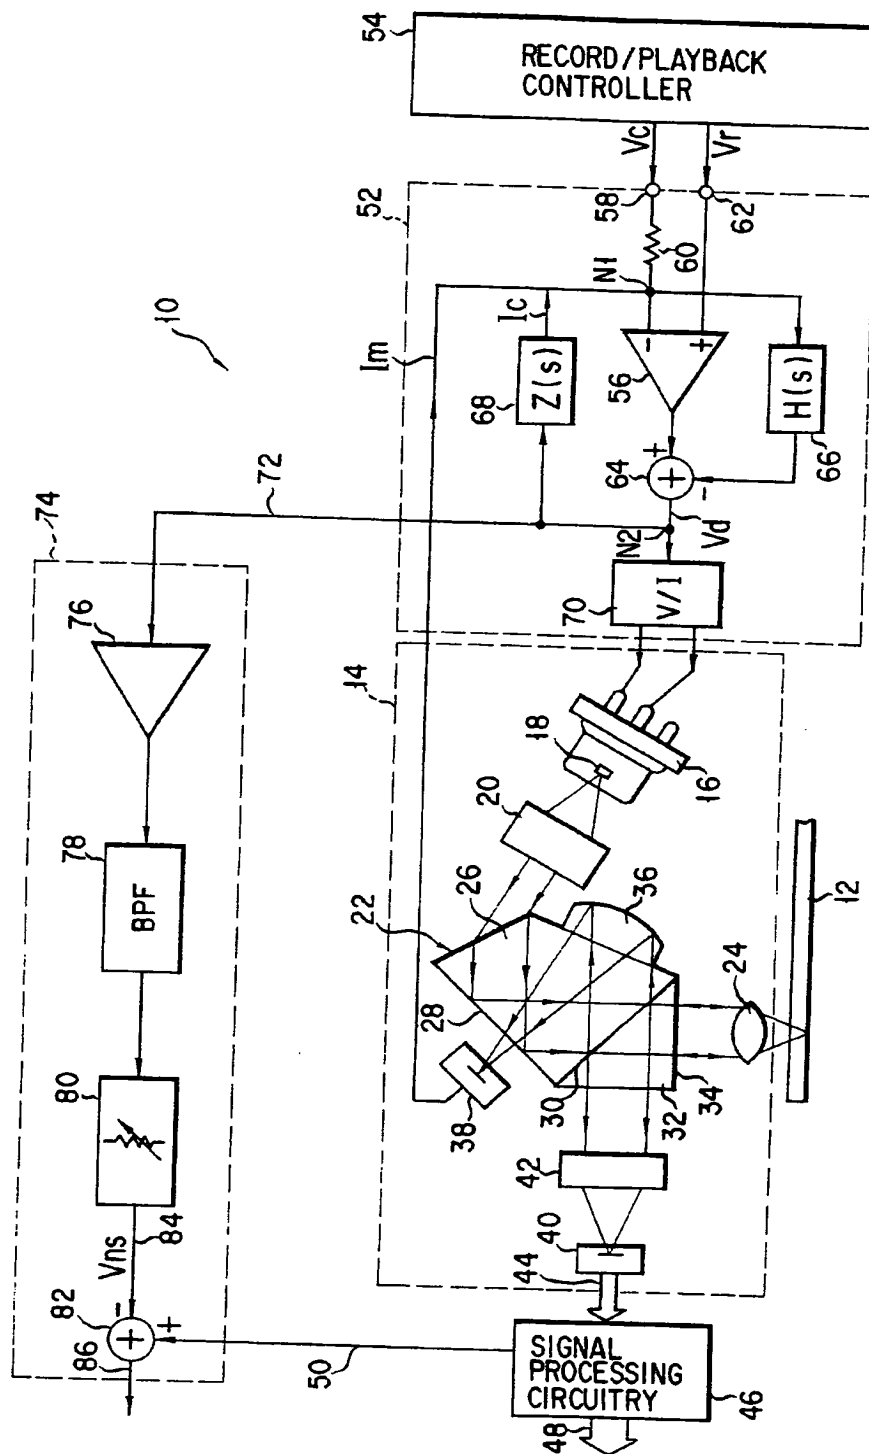 54
RECORD/PLAYBACK
CONTROLLER
Vc
Vr
52
58
62
60
N1
Im
Ic
10
Z(s)
68
-
+
56
H(s)
66
+
64
-
+
Vd
N2
72
74
70
V/I
76
14
18
16
20
78
BPF
22
26
36
12
24
28
38
30
32
34
80
42
40
44
84
Vns
-
82
+
+
86
50
SIGNAL
PROCESSING
CIRCUITRY
46
48